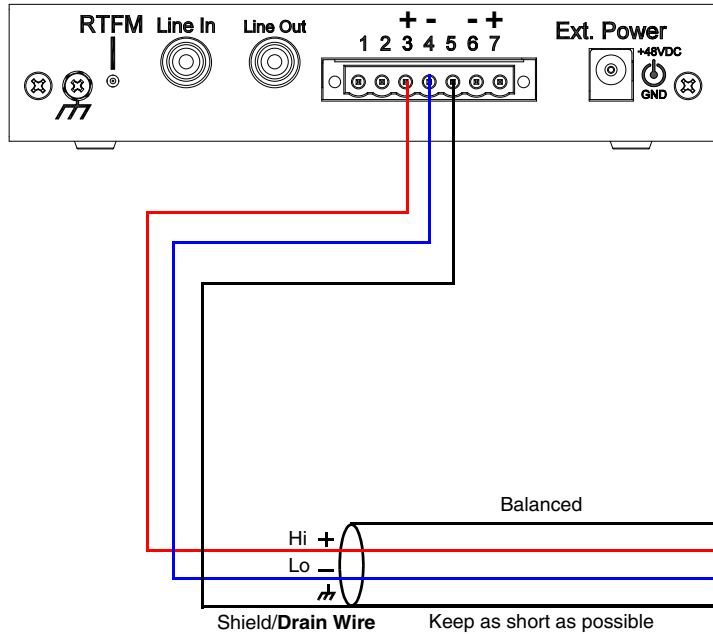 + - - +
RTFM Line In Line Out Ext. Power
1 2 3 4 5 6 7
+48VDC
GND
Balanced
Hi +
Lo –
Shield/Drain Wire Keep as short as possible